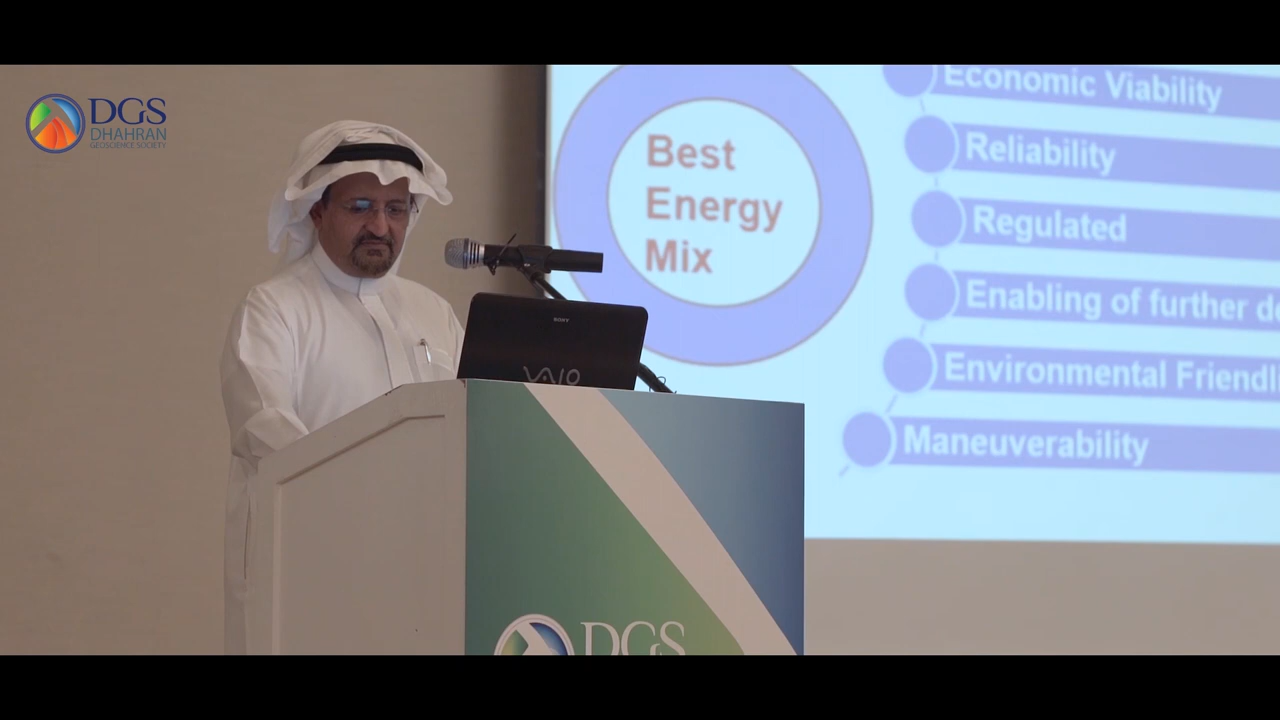 DGS
DHAHRAN
GEOSCIENCE SOCIETY
Best
Energy
Mix
Economic Viability
Reliability
Regulated
Enabling of further
Environmental
Maneuverability
SONY
VAIO
DGS